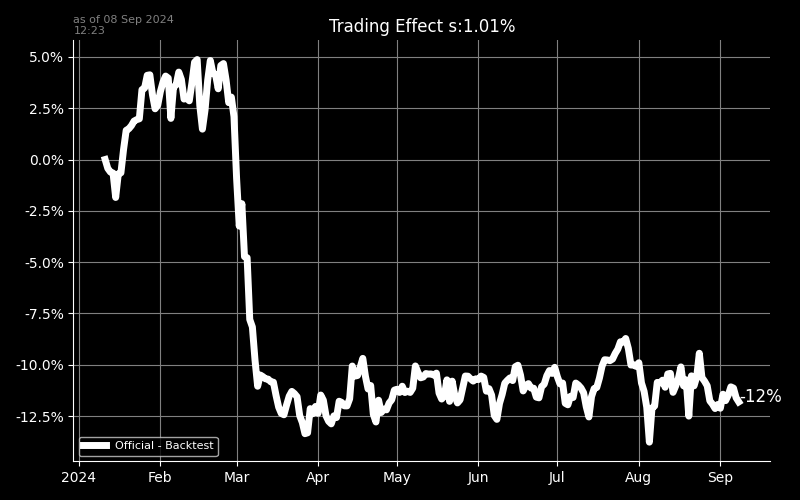 as of 08 Sep 2024
12:23
Trading Effect s:1.01%
5.0%
2.5%
0.0%
-2.5%
-5.0%
-7.5%
-10.0%
-12.5%
-12%
Official - Backtest
2024 Feb Mar Apr May Jun Jul Aug Sep